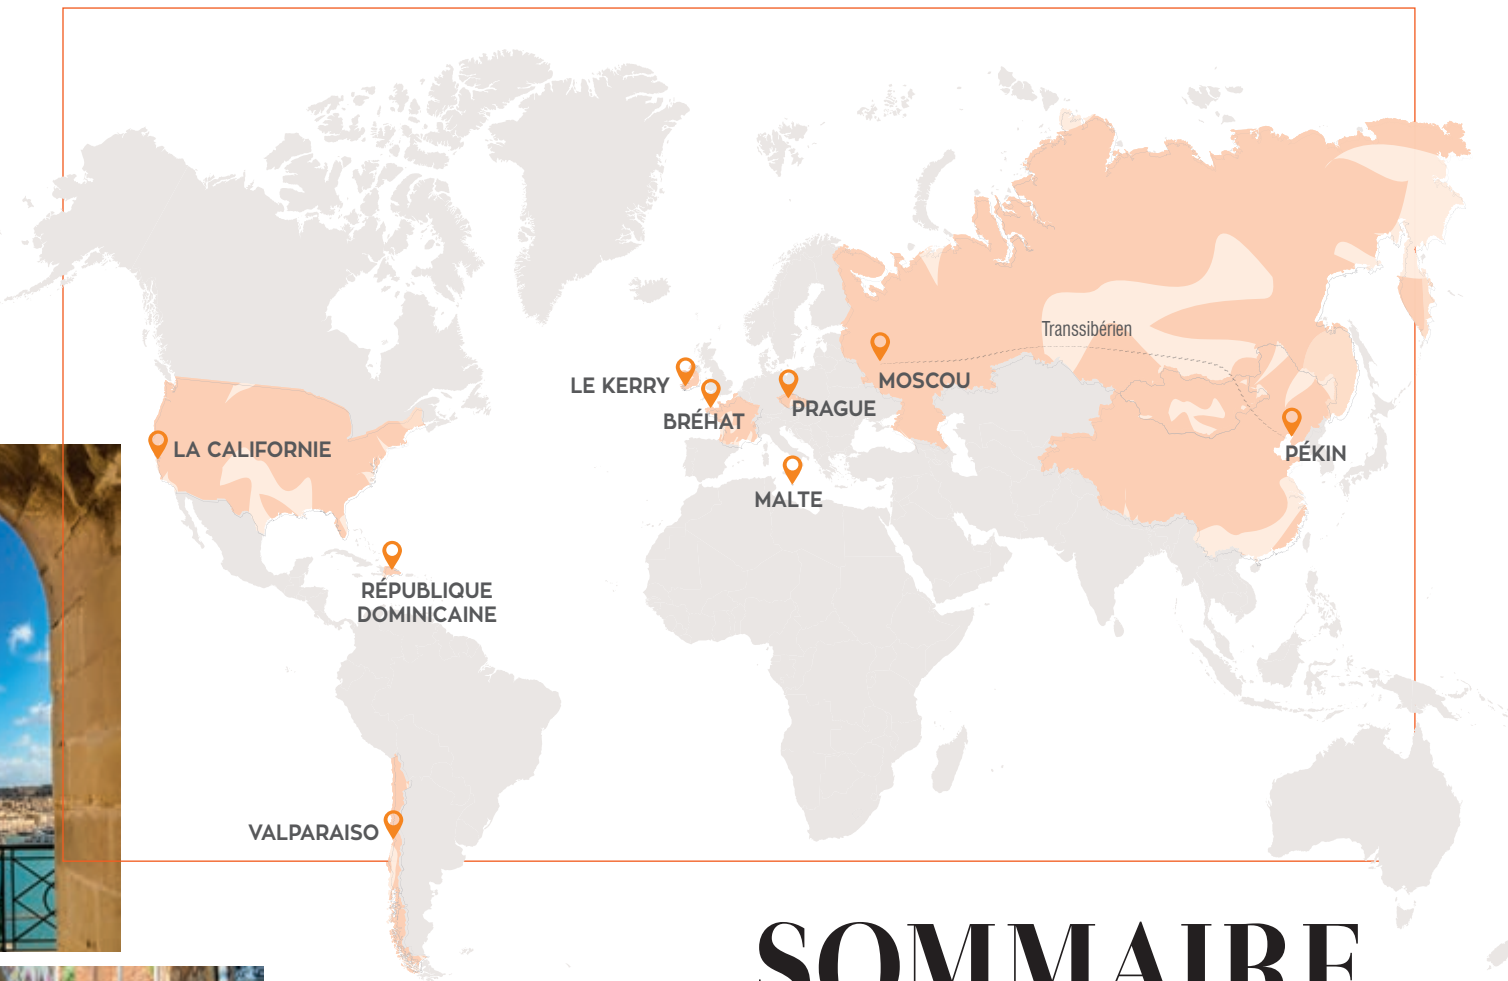 Transsibérien
LE KERRY
MOSCOU
BRÉHAT
PRAGUE
LA CALIFORNIE
PÉKIN
MALTE
RÉPUBLIQUE
DOMINICAINE
VALPARAISO
SOMMAIRE